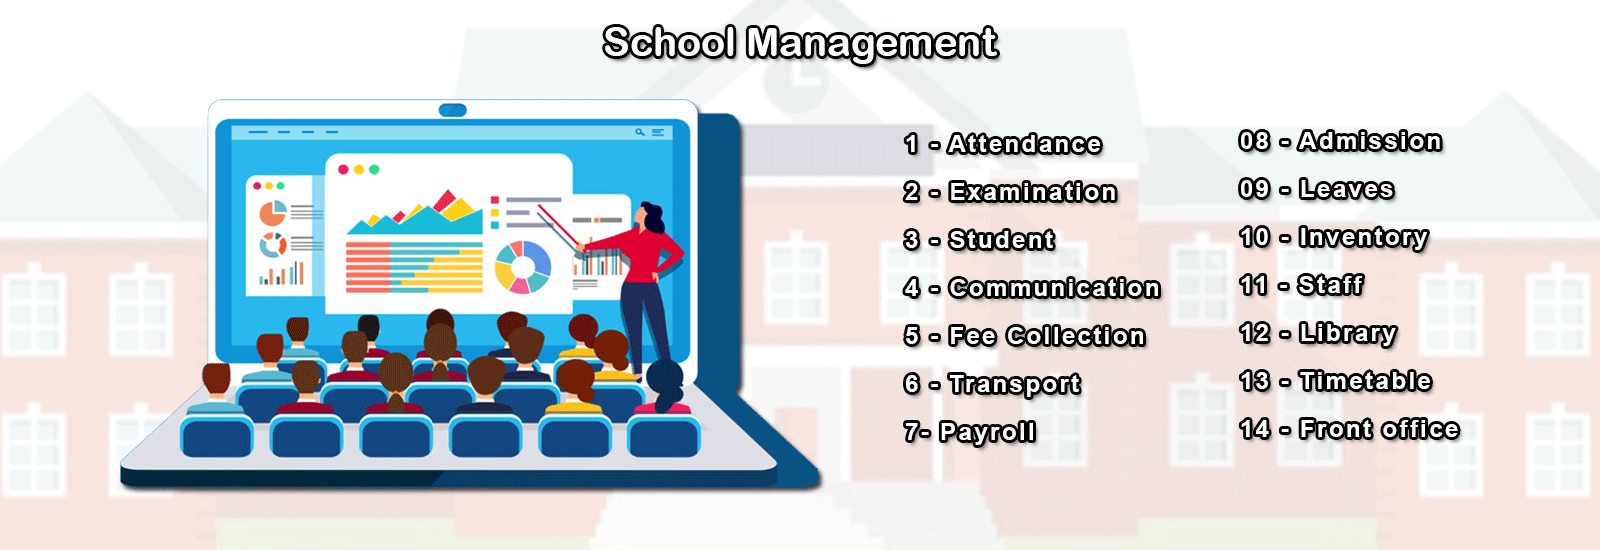 School Management
1 - Attendance
2 - Examination
3 - Student
4 - Communication
5 - Fee Collection
6 - Transport
7- Payroll
08 - Admission
09 - Leaves
10 - Inventory
11 - Staff
12 - Library
13 - Timetable
14 - Front office